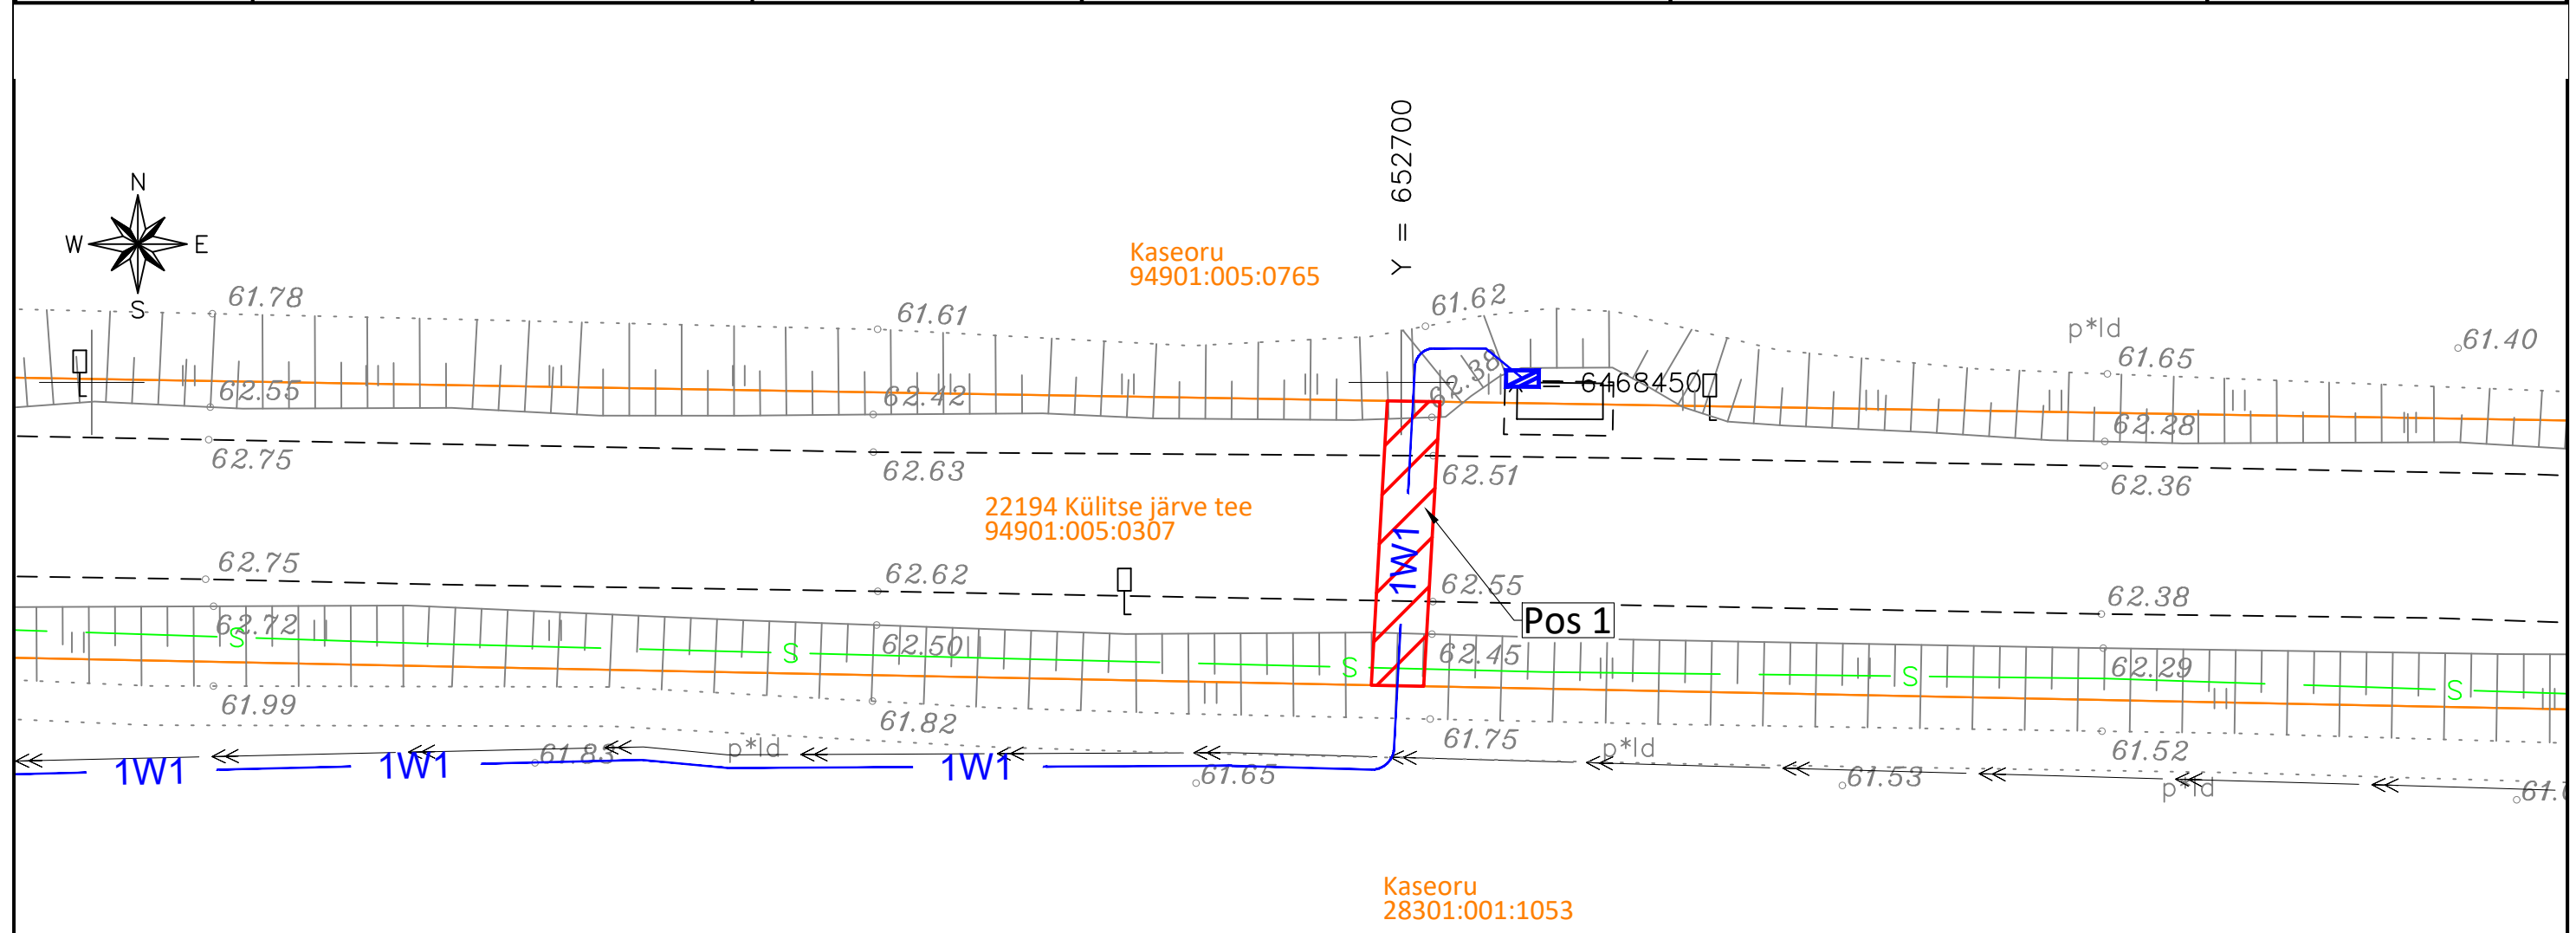 Y = 652700
N
W E
S
Kaseoru
94901:005:0765
61.78
61.61
61.62
p*ld
61.65
61.40
62.55
62.42
62.38
= 6468450
62.28
62.75
62.63
62.51
62.36
22194 Külitse järve tee
94901:005:0307
1W1
62.75
62.62
62.55
62.38
Pos 1
62.72
S
S
62.50
S
62.45
S
62.29
S
61.99
61.82
61.75
61.52
1W1
1W1
61.83
p*ld
1W1
61.65
p*ld
61.53
p*ld
Kaseoru
28301:001:1053